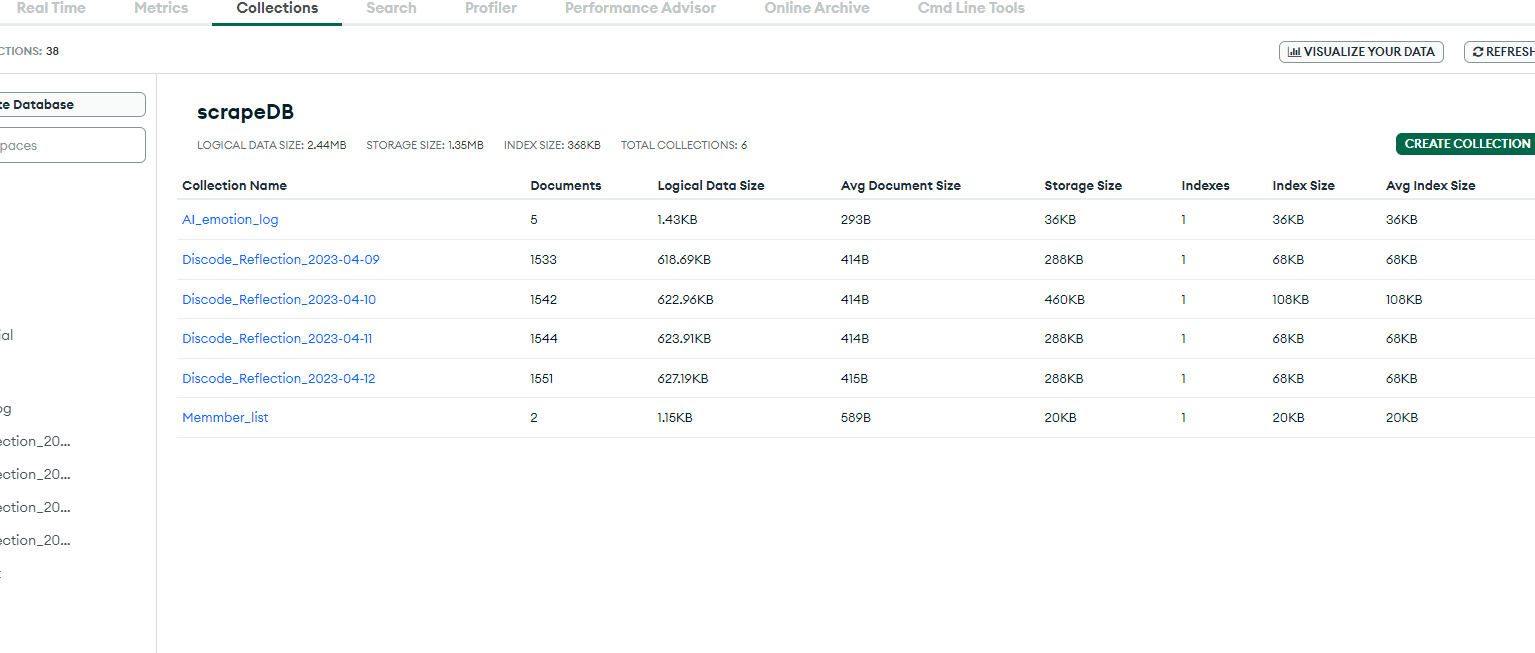 Real Time Metrics Collections Search Profiler Performance Advisor Online Archive Cmd Line Tools
CTIONS: 38
VISUALIZE YOUR DATA REFRESH
te Database
paces
scrapeDB
LOGICAL DATA SIZE: 2.44MB STORAGE SIZE: 1.35MB INDEX SIZE: 368KB TOTAL COLLECTIONS: 6
CREATE COLLECTION
Collection Name Documents Logical Data Size Avg Document Size Storage Size Indexes Index Size Avg Index Size
AI_emotion_log 5 1.43KB 293B 36KB 1 36KB 36KB
Discode_Reflection_2023-04-09 1533 618.69KB 414B 288KB 1 68KB 68KB
Discode_Reflection_2023-04-10 1542 622.96KB 414B 460KB 1 108KB 108KB
Discode_Reflection_2023-04-11 1544 623.91KB 414B 288KB 1 68KB 68KB
Discode_Reflection_2023-04-12 1551 627.19KB 415B 288KB 1 68KB 68KB
Memmber_list 2 1.15KB 589B 20KB 1 20KB 20KB
ial
og
ection_20...
ection_20...
ection_20...
ection_20...